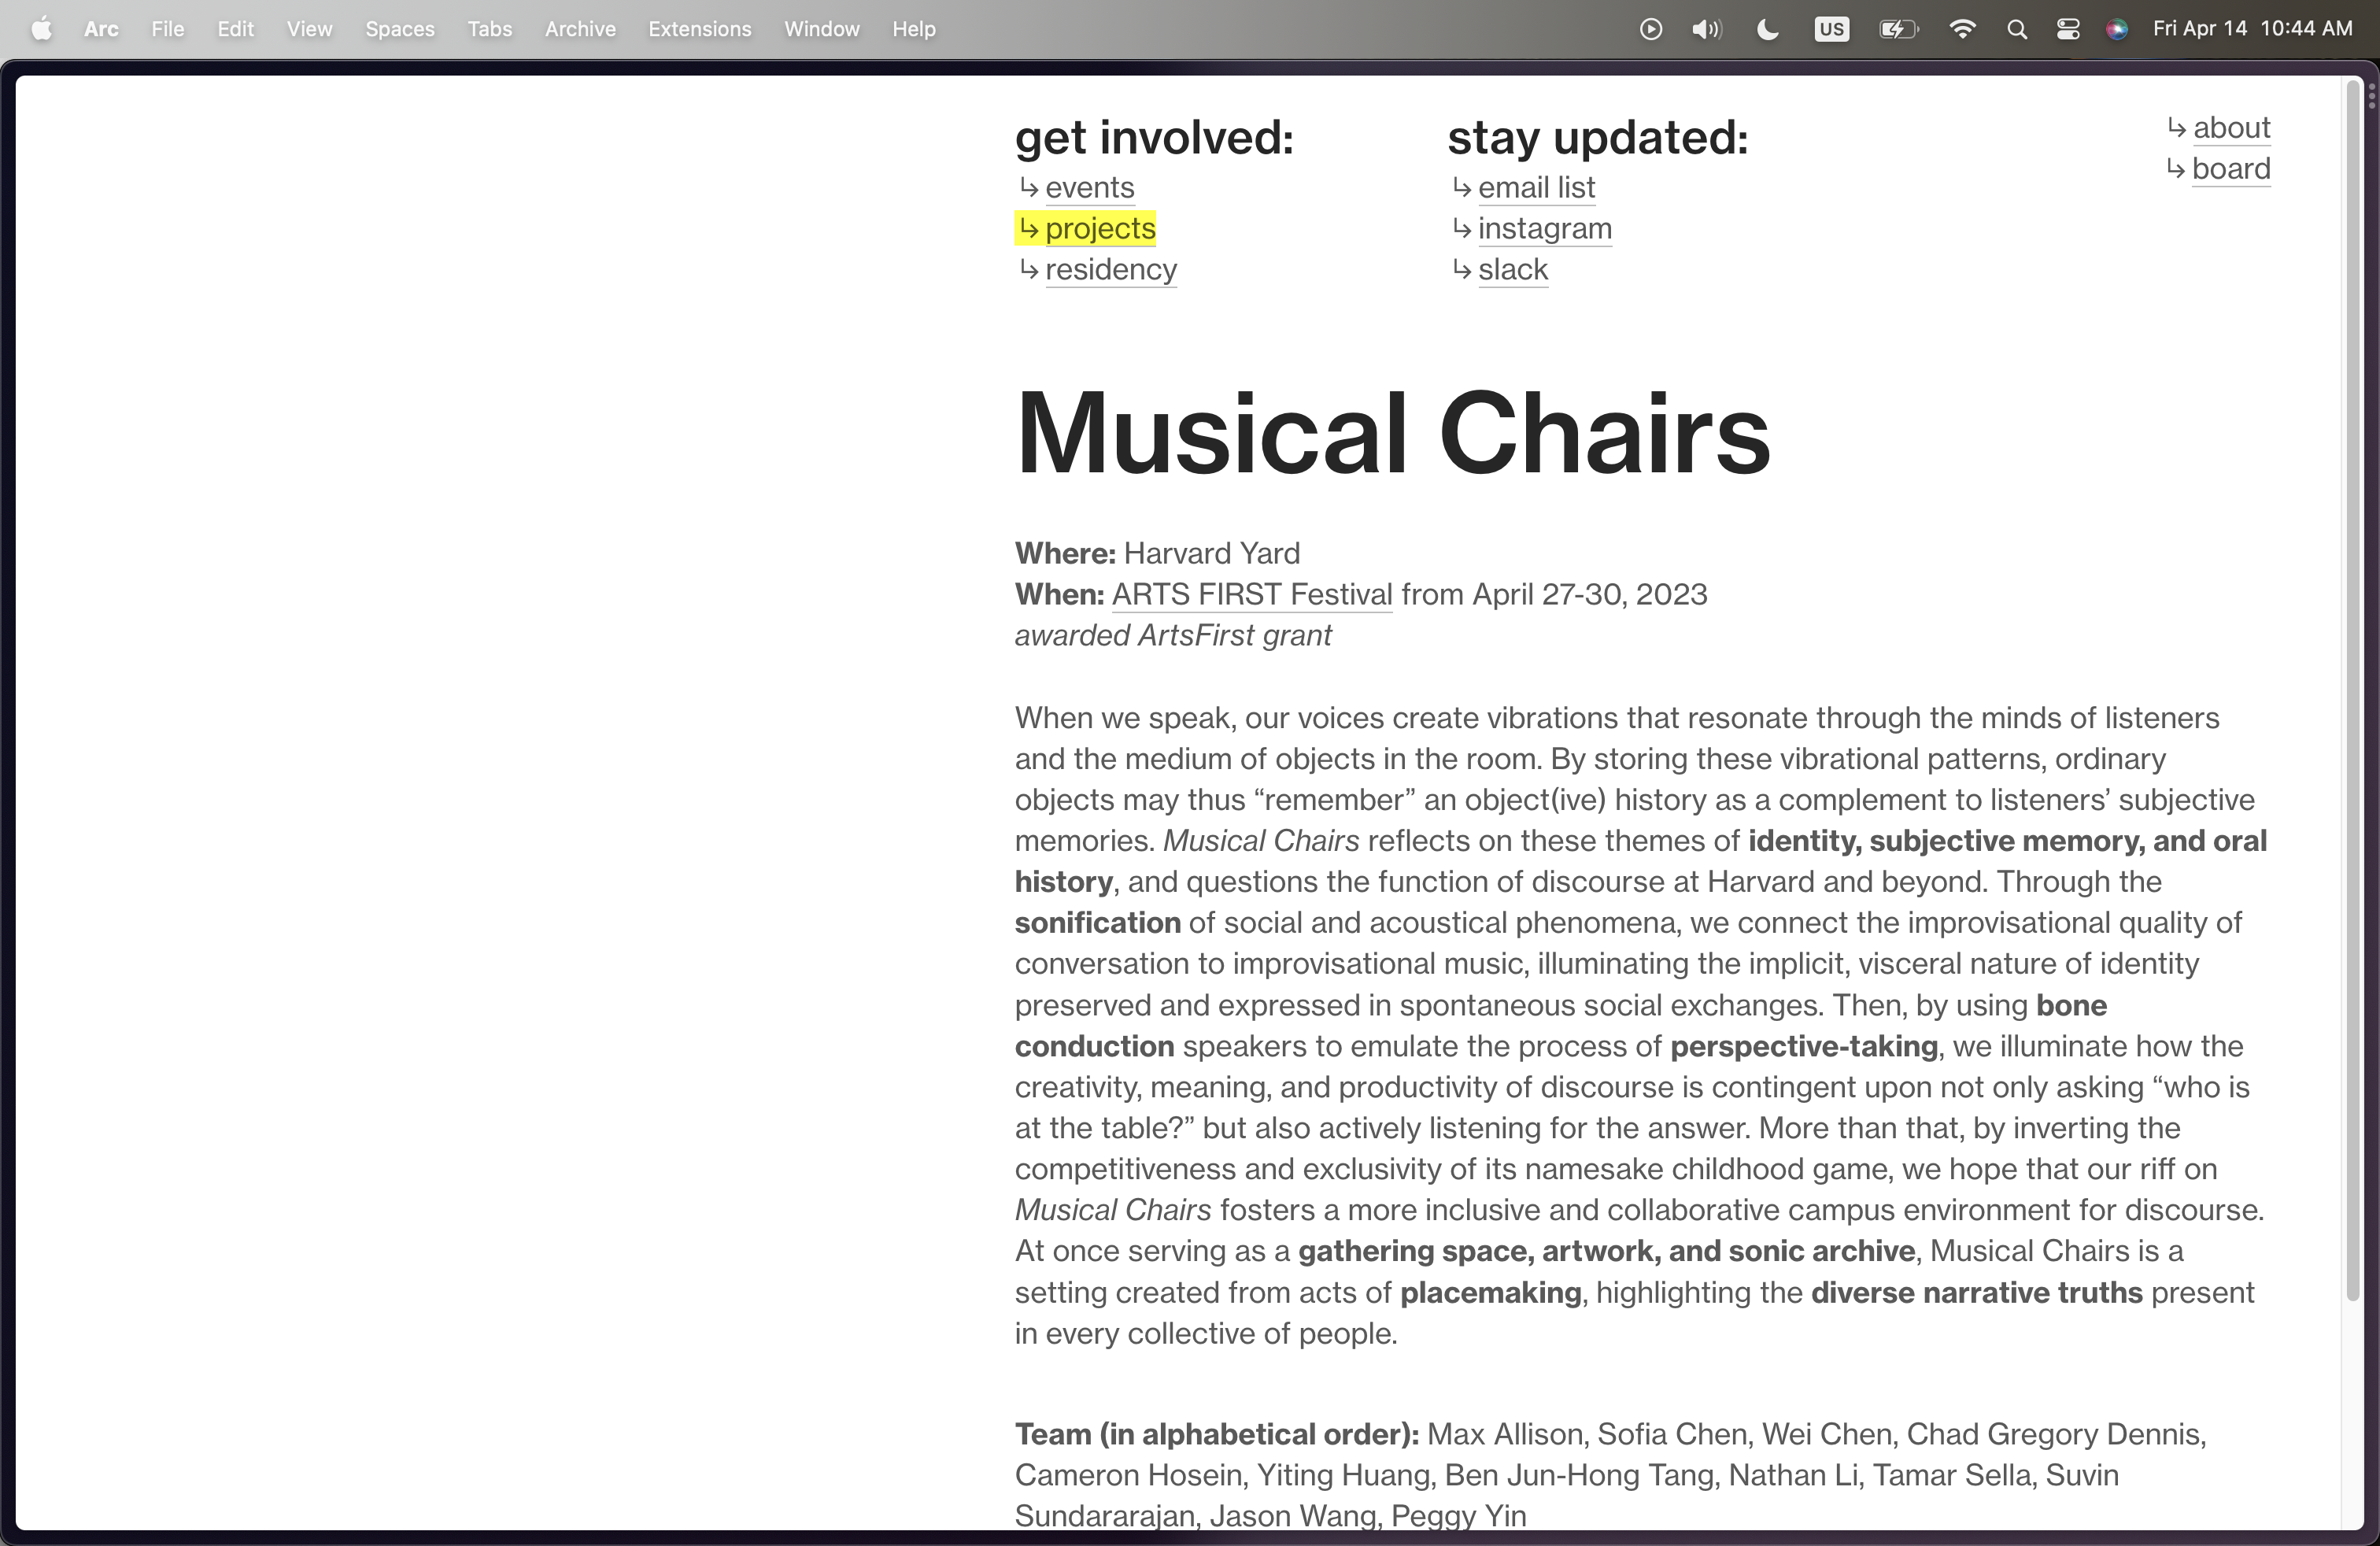 Arc File Edit View Spaces Tabs Archive Extensions Window Help US Fri Apr 14 10:44 AM
get involved:
↳ events
↳ projects
↳ residency
stay updated:
↳ email list
↳ instagram
↳ slack
↳ about
↳ board
Musical Chairs
Where: Harvard Yard
When: ARTS FIRST Festival from April 27-30, 2023
awarded ArtsFirst grant
When we speak, our voices create vibrations that resonate through the minds of listeners
and the medium of objects in the room. By storing these vibrational patterns, ordinary
objects may thus “remember” an object(ive) history as a complement to listeners’ subjective
memories. Musical Chairs reflects on these themes of identity, subjective memory, and oral
history, and questions the function of discourse at Harvard and beyond. Through the
sonification of social and acoustical phenomena, we connect the improvisational quality of
conversation to improvisational music, illuminating the implicit, visceral nature of identity
preserved and expressed in spontaneous social exchanges. Then, by using bone
conduction speakers to emulate the process of perspective-taking, we illuminate how the
creativity, meaning, and productivity of discourse is contingent upon not only asking “who is
at the table?” but also actively listening for the answer. More than that, by inverting the
competitiveness and exclusivity of its namesake childhood game, we hope that our riff on
Musical Chairs fosters a more inclusive and collaborative campus environment for discourse.
At once serving as a gathering space, artwork, and sonic archive, Musical Chairs is a
setting created from acts of placemaking, highlighting the diverse narrative truths present
in every collective of people.
Team (in alphabetical order): Max Allison, Sofia Chen, Wei Chen, Chad Gregory Dennis,
Cameron Hosein, Yiting Huang, Ben Jun-Hong Tang, Nathan Li, Tamar Sella, Suvin
Sundararajan, Jason Wang, Peggy Yin